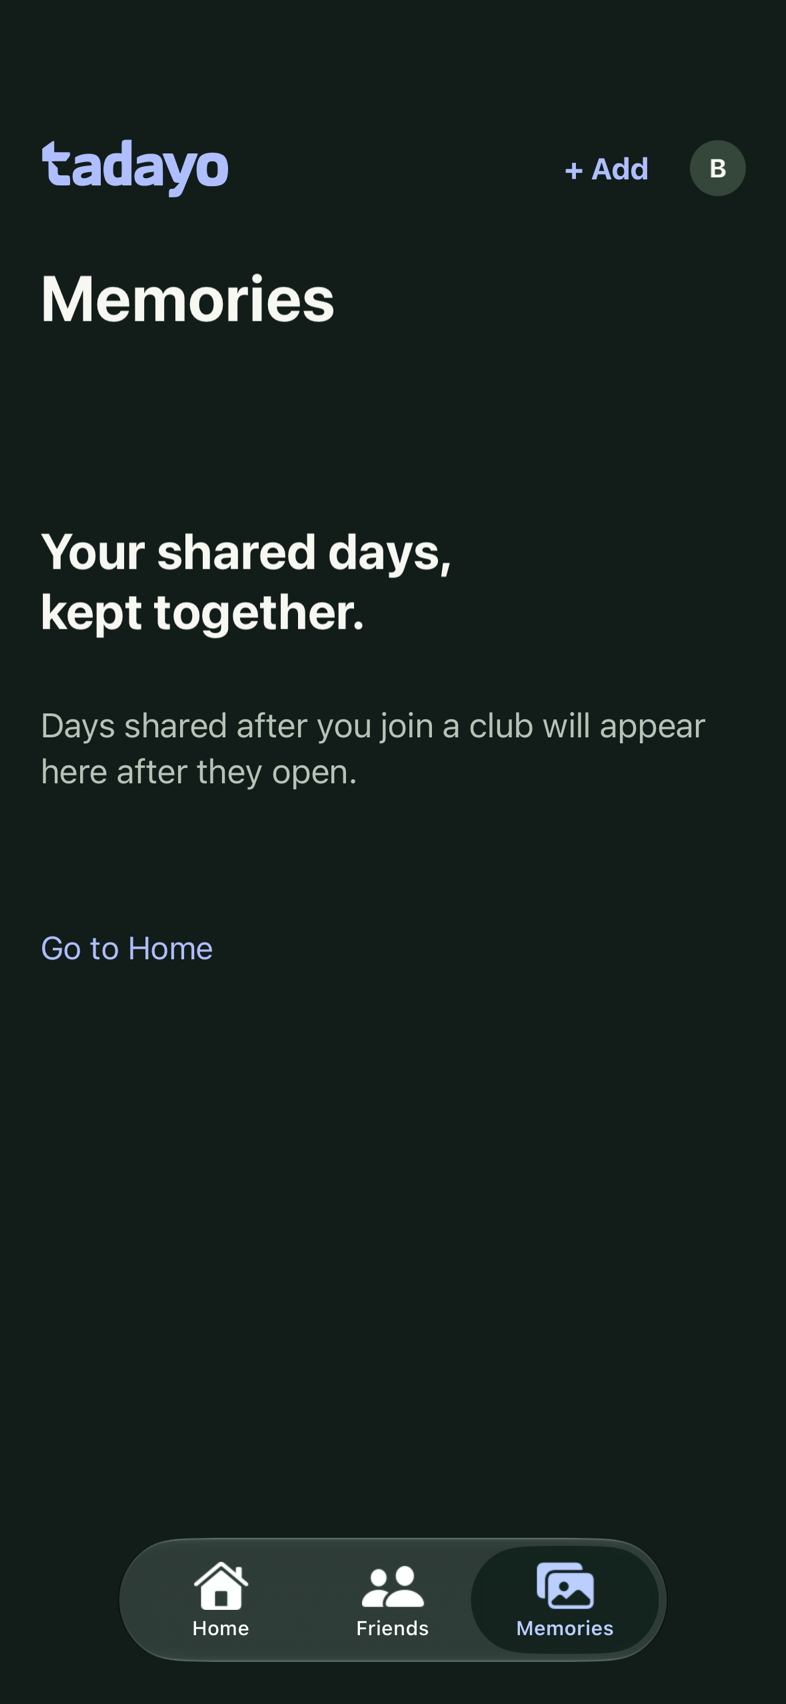 tadayo
+ Add
B
Memories
Your shared days,
kept together.
Days shared after you join a club will appear
here after they open.
Go to Home
Home
Friends
Memories